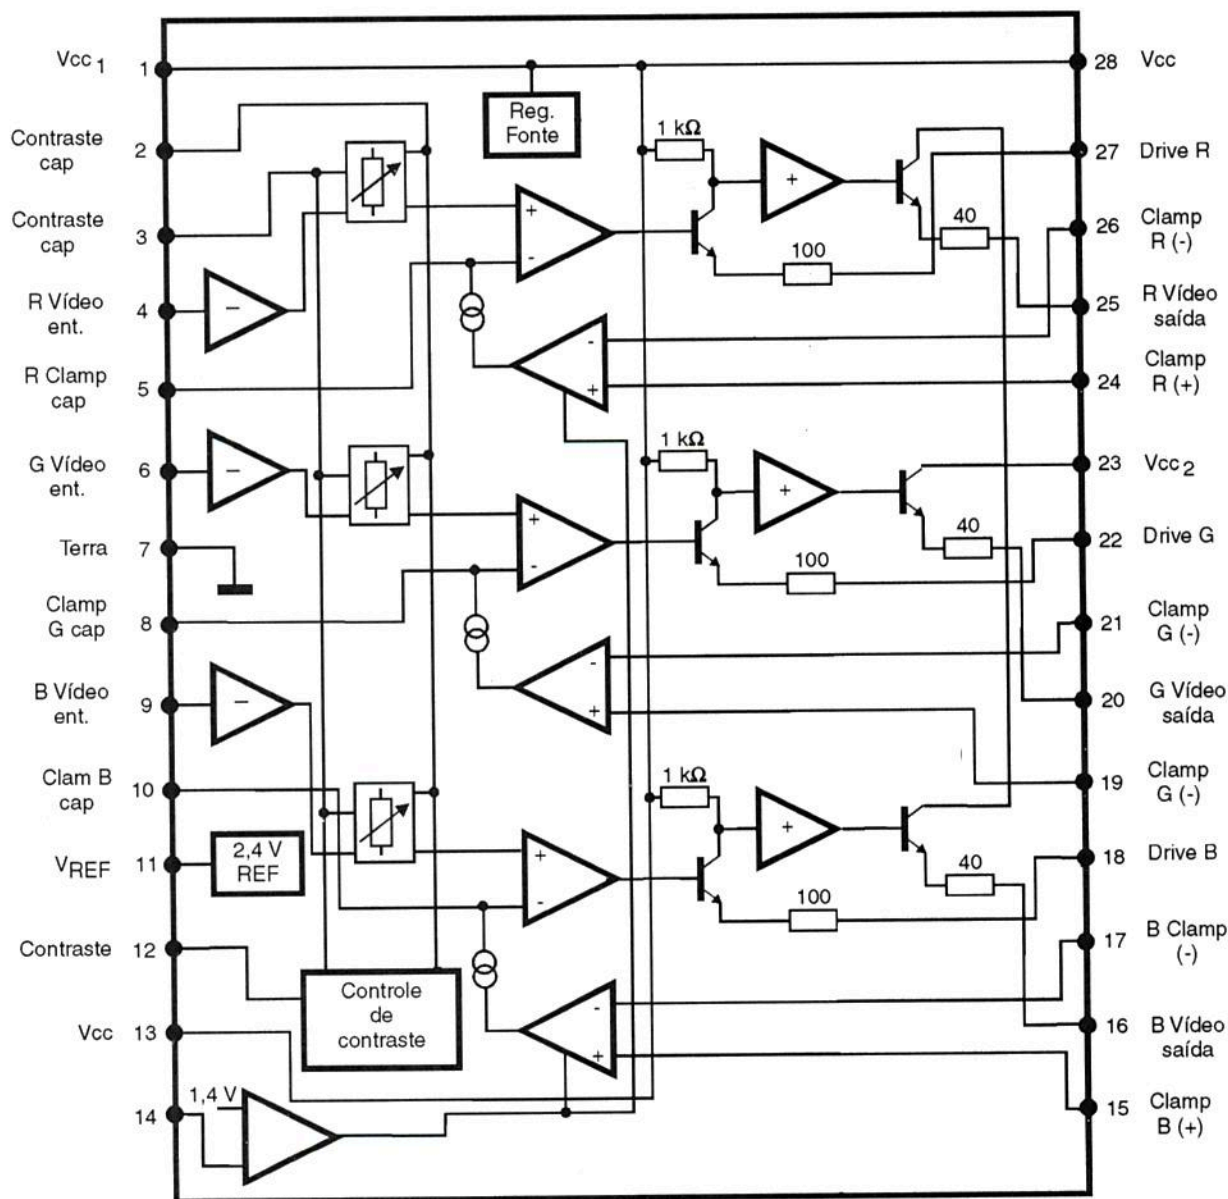 Vcc 1
1
Contraste
cap
2
Contraste
cap
3
R Vídeo
ent.
4
R Clamp
cap
5
G Vídeo
ent.
6
Terra
7
Clamp
G cap
8
B Vídeo
ent.
9
Clam B
cap
10
VREF
11
Contraste
12
Vcc
13
14
Reg.
Fonte
1 kΩ
+
40
100
−
+
-
-
+
1 kΩ
+
40
100
−
+
-
-
+
1 kΩ
+
40
100
−
+
-
-
+
2,4 V
REF
Controle
de
contraste
1,4 V
28 Vcc
27 Drive R
26 Clamp
R (-)
25 R Vídeo
saída
24 Clamp
R (+)
23 Vcc 2
22 Drive G
21 Clamp
G (-)
20 G Vídeo
saída
19 Clamp
G (-)
18 Drive B
17 B Clamp
(-)
16 B Vídeo
saída
15 Clamp
B (+)